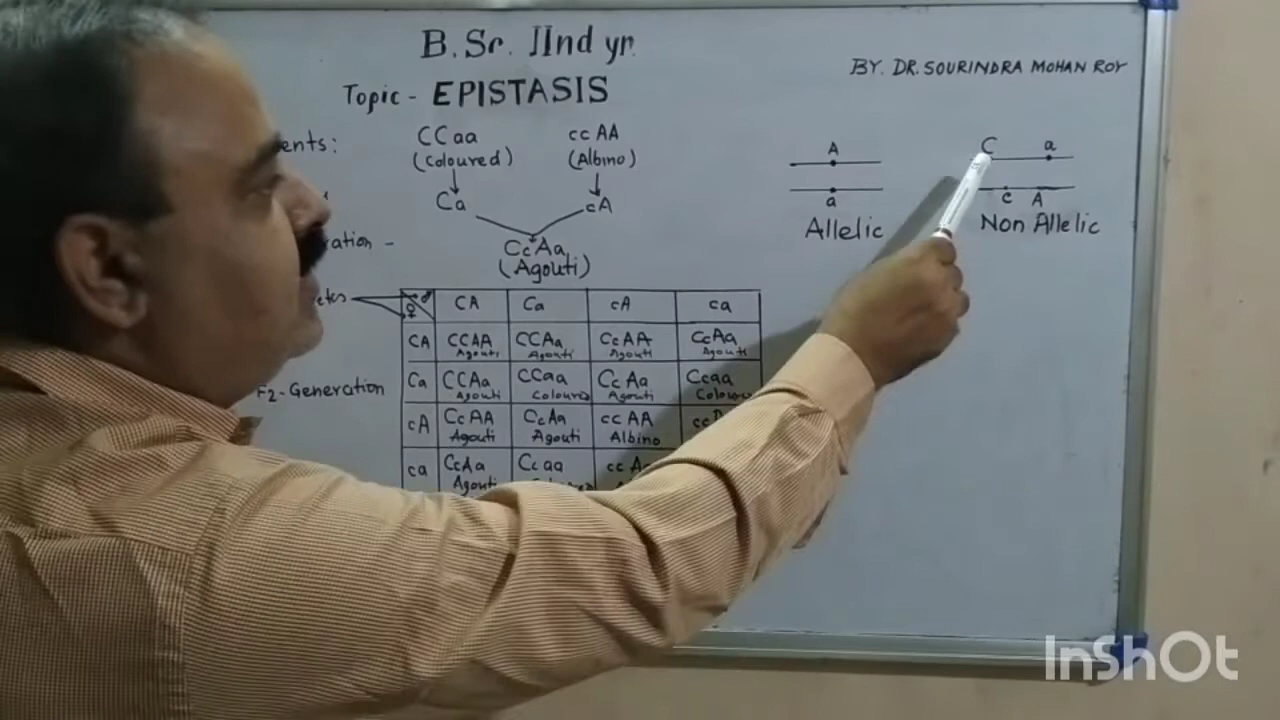 B.Sc. IInd yr.
BY. DR. SOURINDRA MOHAN ROY
Topic - EPISTASIS
CCaa ccAA
(Coloured) (Albino)
Ca cA
CcAa
(Agouti)
A
a
Allelic
C a
c A
Non Allelic
♀ ♂ CA Ca cA ca
CA CCAA CCAa CcAA CcAa
Agouti Agouti Agouti Agouti
F2-Generation
Ca CCAa CCaa CcAa Ccaa
Agouti Coloured Agouti
cA CcAA CcAa ccAA
Agouti Agouti Albino
ca CcAa Ccaa
Agouti
InShOt